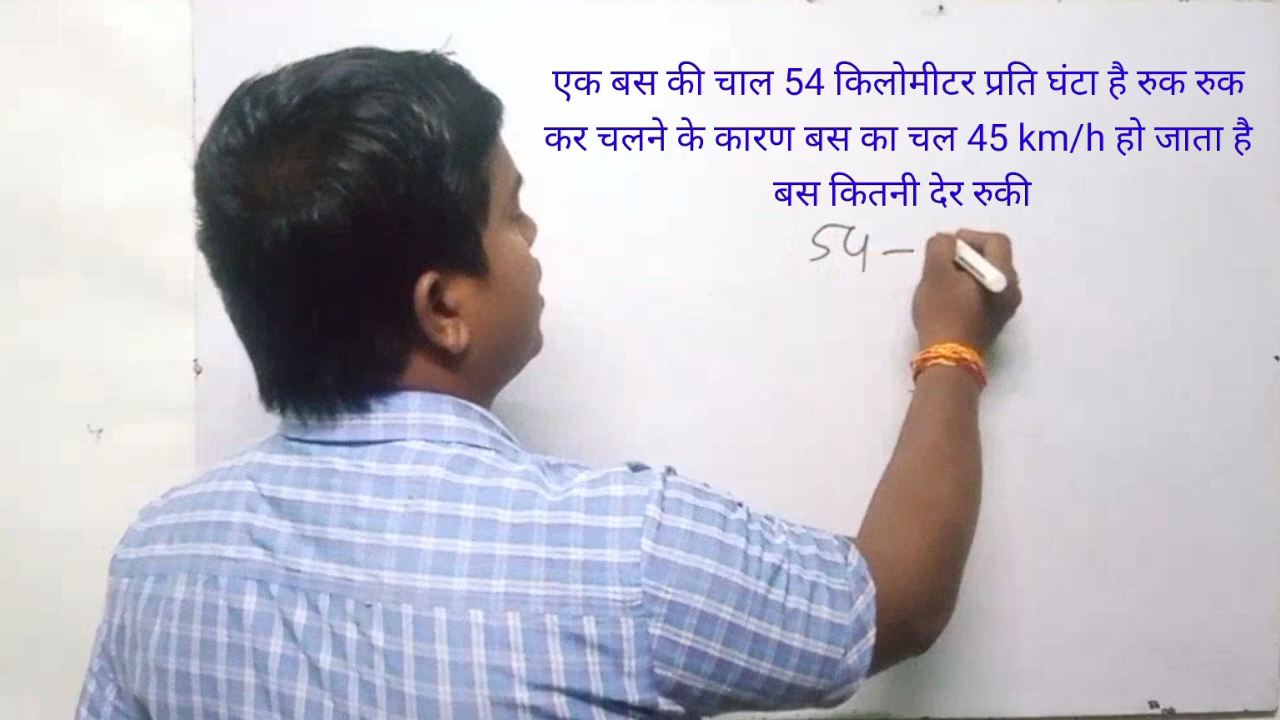 एक बस की चाल 54 किलोमीटर प्रति घंटा है रुक रुक
कर चलने के कारण बस का चल 45 km/h हो जाता है
बस कितनी देर रुकी
54 –